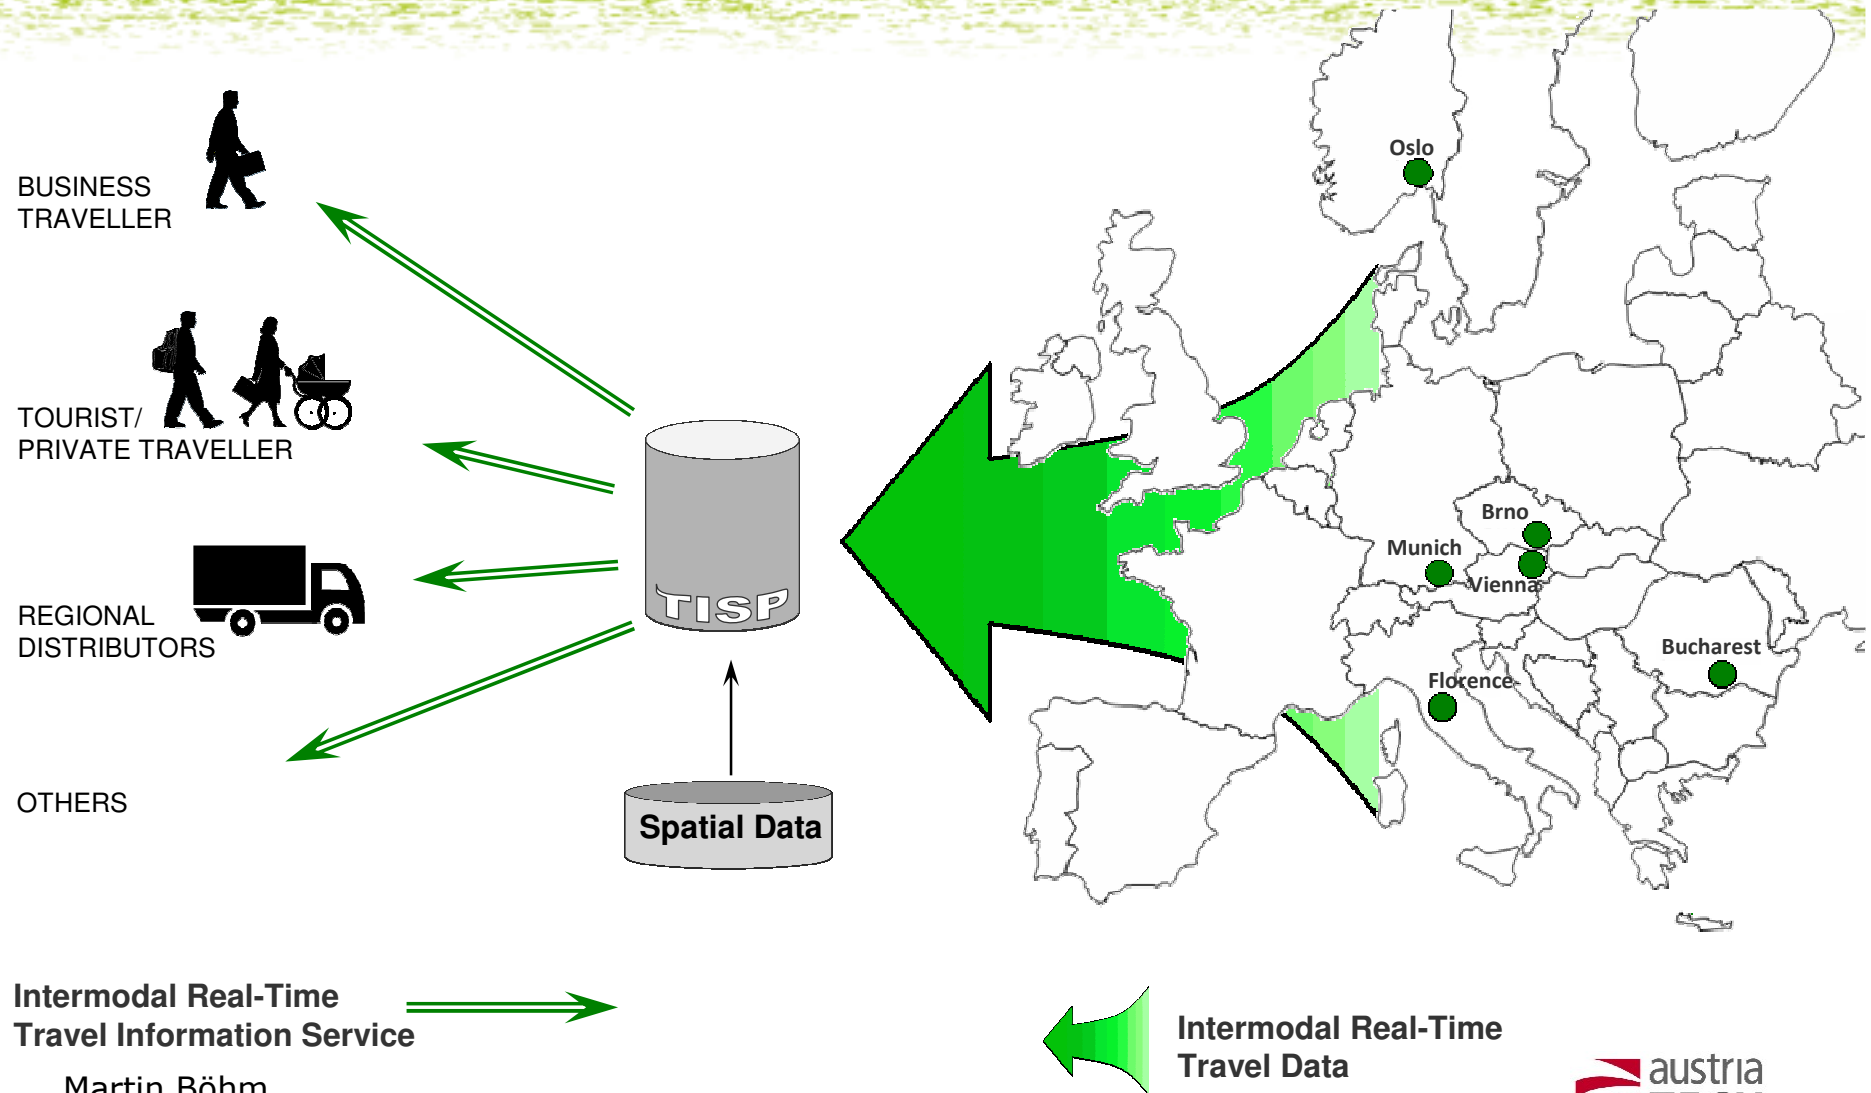 BUSINESS
TRAVELLER
TOURIST/
PRIVATE TRAVELLER
REGIONAL
DISTRIBUTORS
OTHERS
TISP
Spatial Data
Oslo
Brno
Munich
Vienna
Bucharest
Florence
Intermodal Real-Time
Travel Information Service
Intermodal Real-Time
Travel Data
Martin Böhm
austria